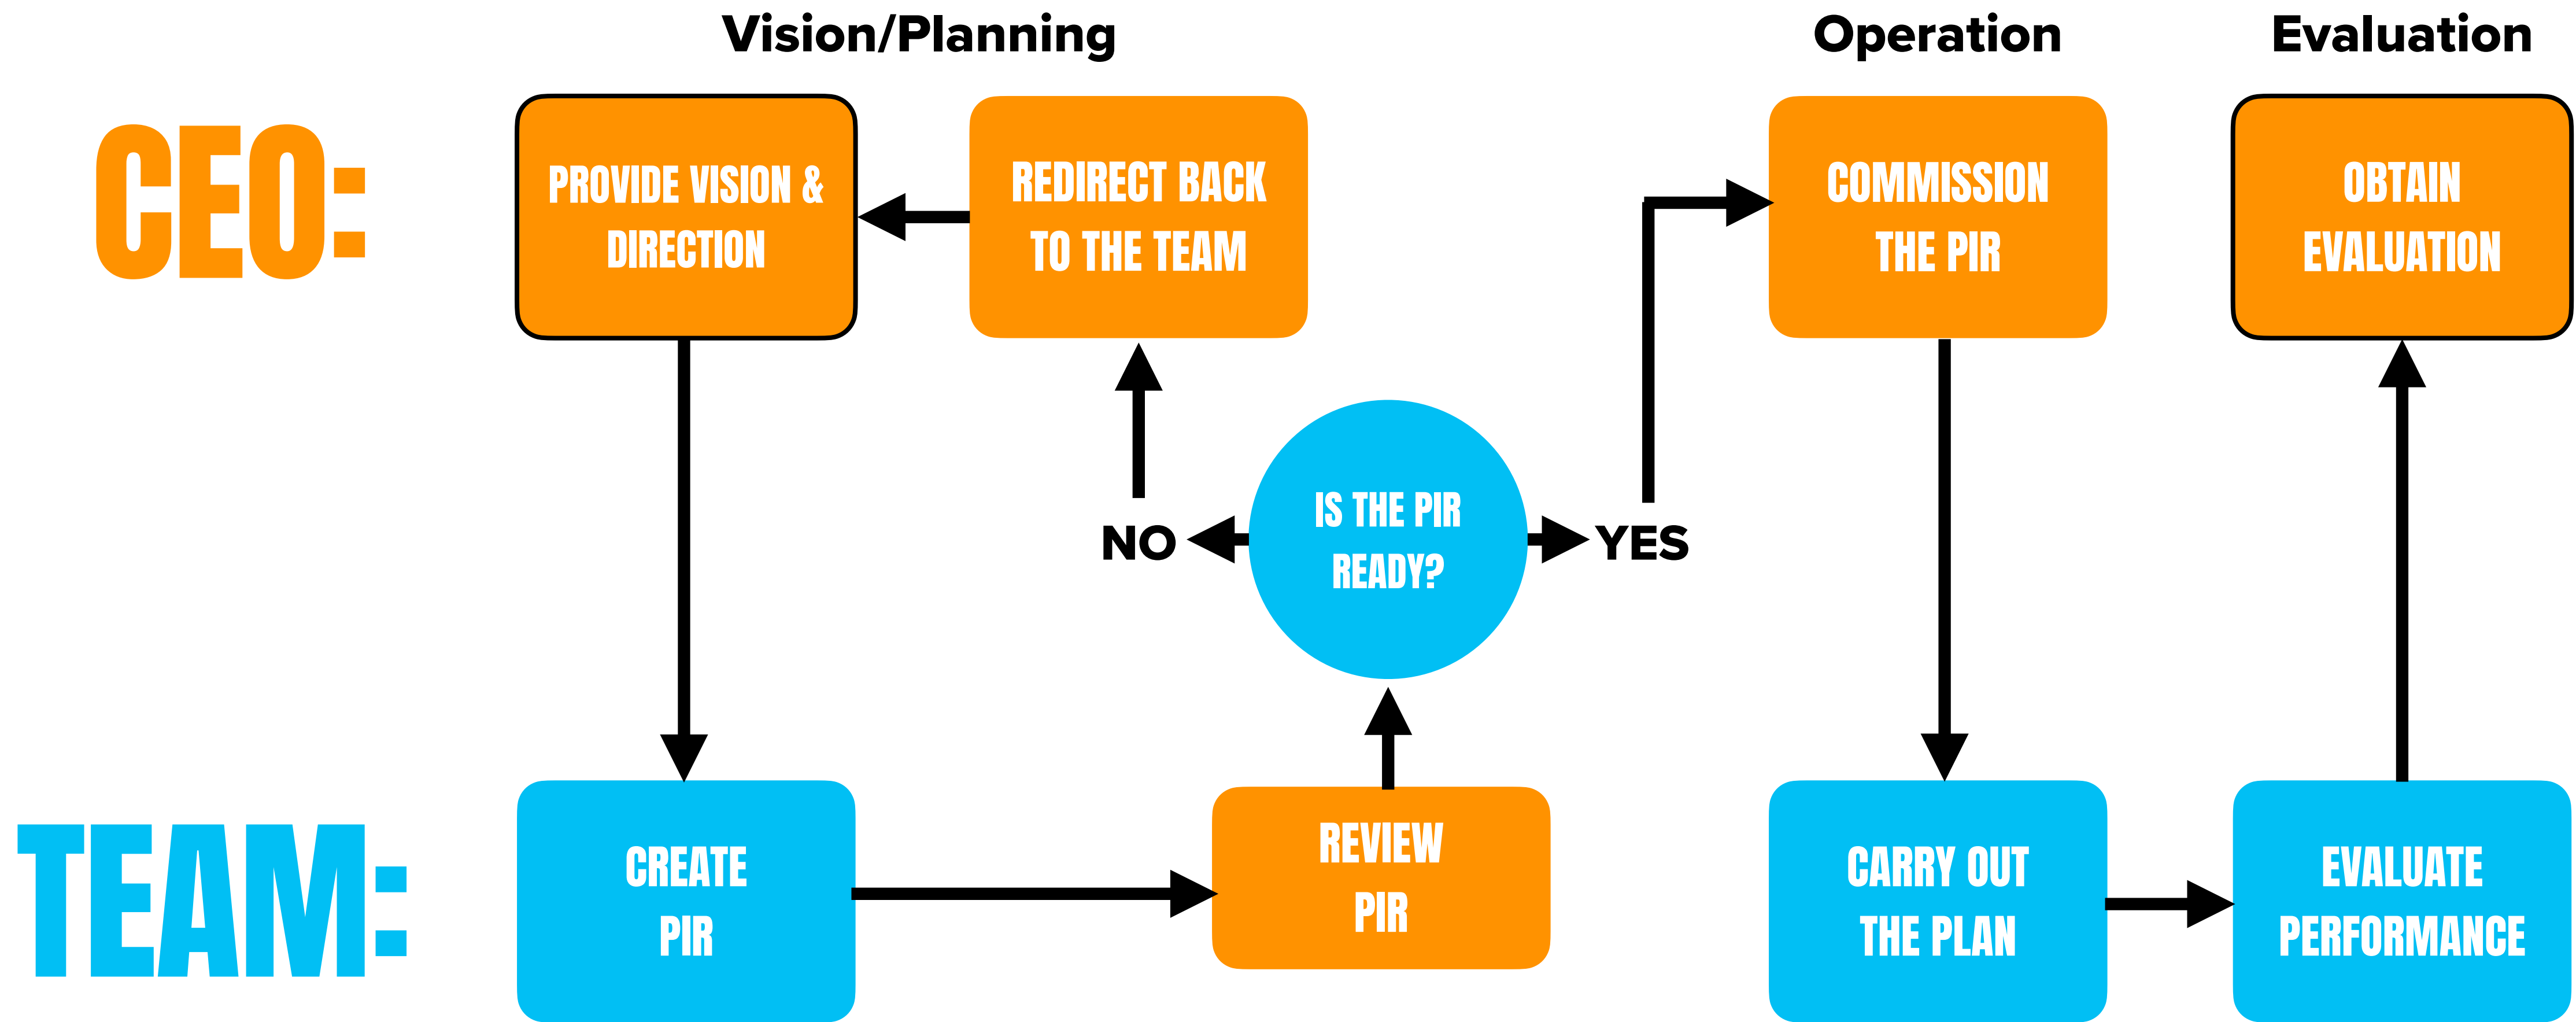 Vision/Planning
Operation
Evaluation
CEO:
PROVIDE VISION &
DIRECTION
REDIRECT BACK
TO THE TEAM
COMMISSION
THE PIR
OBTAIN
EVALUATION
IS THE PIR
READY?
NO
YES
TEAM:
CREATE
PIR
REVIEW
PIR
CARRY OUT
THE PLAN
EVALUATE
PERFORMANCE